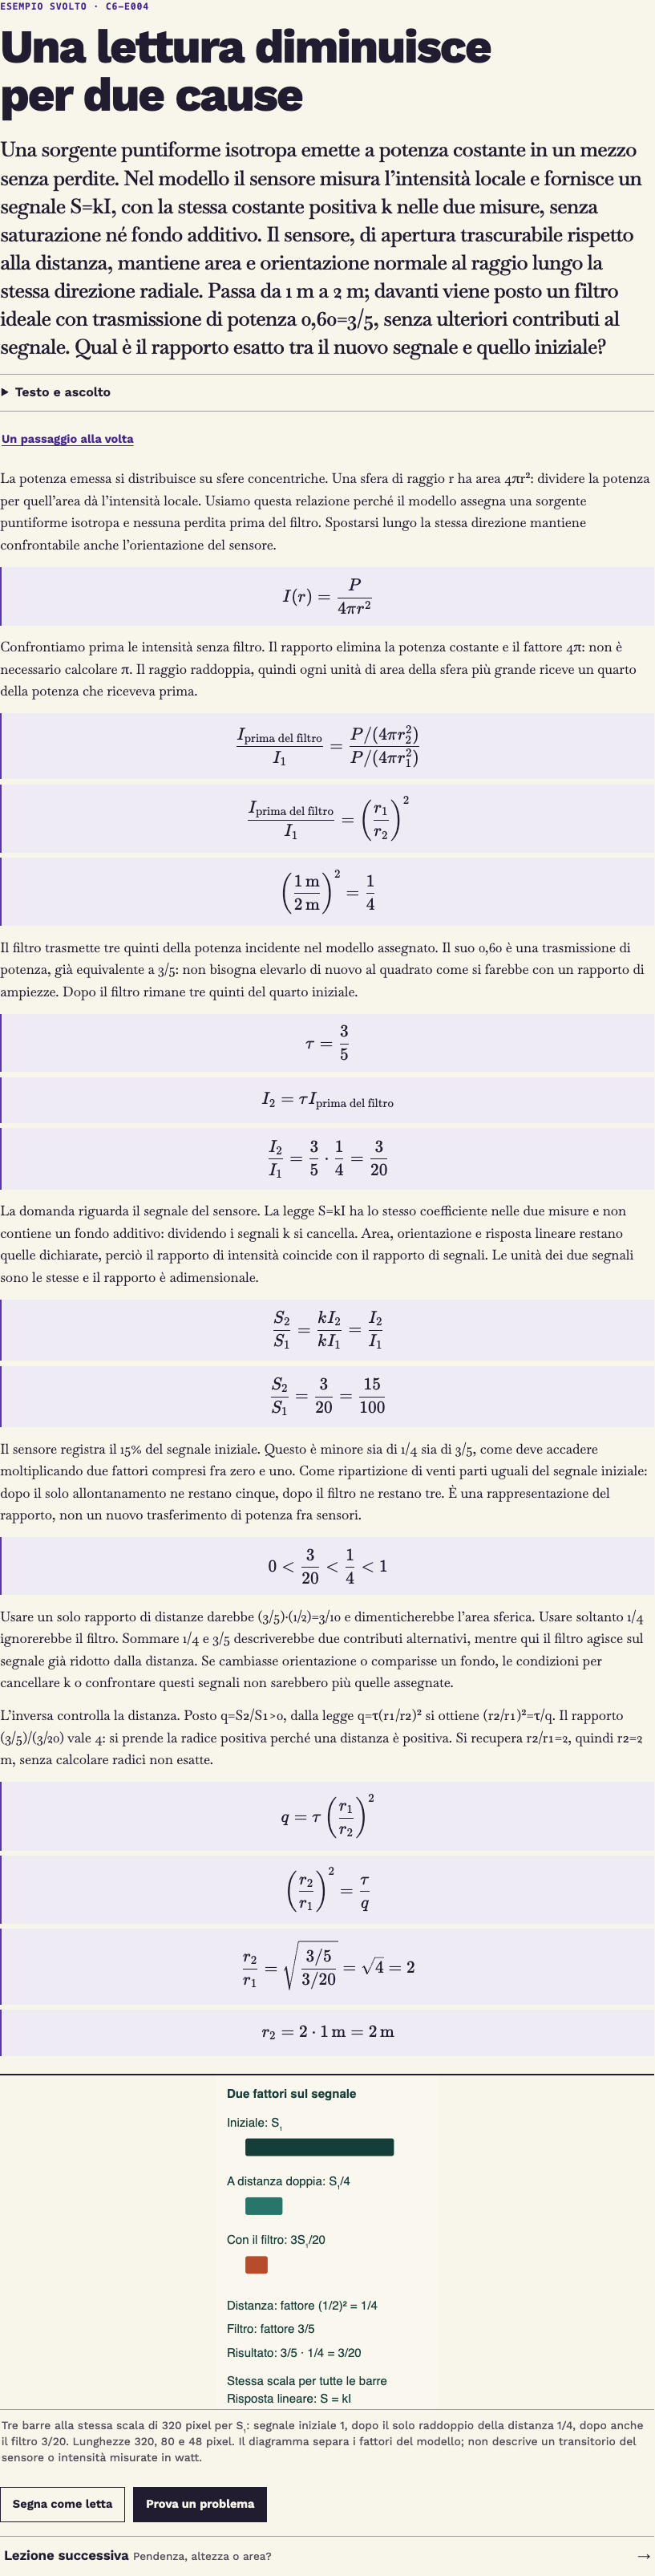 ESEMPIO SVOLTO · C6-E004
Una lettura diminuisce
per due cause
Una sorgente puntiforme isotropa emette a potenza costante in un mezzo
senza perdite. Nel modello il sensore misura l’intensità locale e fornisce un
segnale S=kI, con la stessa costante positiva k nelle due misure, senza
saturazione né fondo additivo. Il sensore, di apertura trascurabile rispetto
alla distanza, mantiene area e orientazione normale al raggio lungo la
stessa direzione radiale. Passa da 1 m a 2 m; davanti viene posto un filtro
ideale con trasmissione di potenza 0,60=3/5, senza ulteriori contributi al
segnale. Qual è il rapporto esatto tra il nuovo segnale e quello iniziale?
▶ Testo e ascolto
Un passaggio alla volta
La potenza emessa si distribuisce su sfere concentriche. Una sfera di raggio r ha area 4πr²: dividere la potenza
per quell’area dà l’intensità locale. Usiamo questa relazione perché il modello assegna una sorgente
puntiforme isotropa e nessuna perdita prima del filtro. Spostarsi lungo la stessa direzione mantiene
confrontabile anche l’orientazione del sensore.
I(r) = P / 4πr²
Confrontiamo prima le intensità senza filtro. Il rapporto elimina la potenza costante e il fattore 4π: non è
necessario calcolare π. Il raggio raddoppia, quindi ogni unità di area della sfera più grande riceve un quarto
della potenza che riceveva prima.
I_prima del filtro / I₁ = P/(4πr₂²) / P/(4πr₁²)
I_prima del filtro / I₁ = (r₁ / r₂)²
(1 m / 2 m)² = 1/4
Il filtro trasmette tre quinti della potenza incidente nel modello assegnato. Il suo 0,60 è una trasmissione di
potenza, già equivalente a 3/5: non bisogna elevarlo di nuovo al quadrato come si farebbe con un rapporto di
ampiezze. Dopo il filtro rimane tre quinti del quarto iniziale.
τ = 3/5
I₂ = τI_prima del filtro
I₂/I₁ = 3/5 · 1/4 = 3/20
La domanda riguarda il segnale del sensore. La legge S=kI ha lo stesso coefficiente nelle due misure e non
contiene un fondo additivo: dividendo i segnali k si cancella. Area, orientazione e risposta lineare restano
quelle dichiarate, perciò il rapporto di intensità coincide con il rapporto di segnali. Le unità dei due segnali
sono le stesse e il rapporto è adimensionale.
S₂/S₁ = kI₂/kI₁ = I₂/I₁
S₂/S₁ = 3/20 = 15/100
Il sensore registra il 15% del segnale iniziale. Questo è minore sia di 1/4 sia di 3/5, come deve accadere
moltiplicando due fattori compresi fra zero e uno. Come ripartizione di venti parti uguali del segnale iniziale:
dopo il solo allontanamento ne restano cinque, dopo il filtro ne restano tre. È una rappresentazione del
rapporto, non un nuovo trasferimento di potenza fra sensori.
0 < 3/20 < 1/4 < 1
Usare un solo rapporto di distanze darebbe (3/5)·(1/2)=3/10 e dimenticherebbe l’area sferica. Usare soltanto 1/4
ignorerebbe il filtro. Sommare 1/4 e 3/5 descriverebbe due contributi alternativi, mentre qui il filtro agisce sul
segnale già ridotto dalla distanza. Se cambiasse orientazione o comparisse un fondo, le condizioni per
cancellare k o confrontare questi segnali non sarebbero più quelle assegnate.
L’inversa controlla la distanza. Posto q=S2/S1>0, dalla legge q=τ(r1/r2)² si ottiene (r2/r1)²=τ/q. Il rapporto
(3/5)/(3/20) vale 4: si prende la radice positiva perché una distanza è positiva. Si recupera r2/r1=2, quindi r2=2
m, senza calcolare radici non esatte.
q = τ (r₁/r₂)²
(r₂/r₁)² = τ/q
r₂/r₁ = √(3/5 / 3/20) = √4 = 2
r₂ = 2 · 1 m = 2 m
Due fattori sul segnale
Iniziale: S₁
A distanza doppia: S₁/4
Con il filtro: 3S₁/20
Distanza: fattore (1/2)² = 1/4
Filtro: fattore 3/5
Risultato: 3/5 · 1/4 = 3/20
Stessa scala per tutte le barre
Risposta lineare: S = kI
Tre barre alla stessa scala di 320 pixel per S₁: segnale iniziale 1, dopo il solo raddoppio della distanza 1/4, dopo anche
il filtro 3/20. Lunghezze 320, 80 e 48 pixel. Il diagramma separa i fattori del modello; non descrive un transitorio del
sensore o intensità misurate in watt.
Segna come letta
Prova un problema
Lezione successiva Pendenza, altezza o area? →